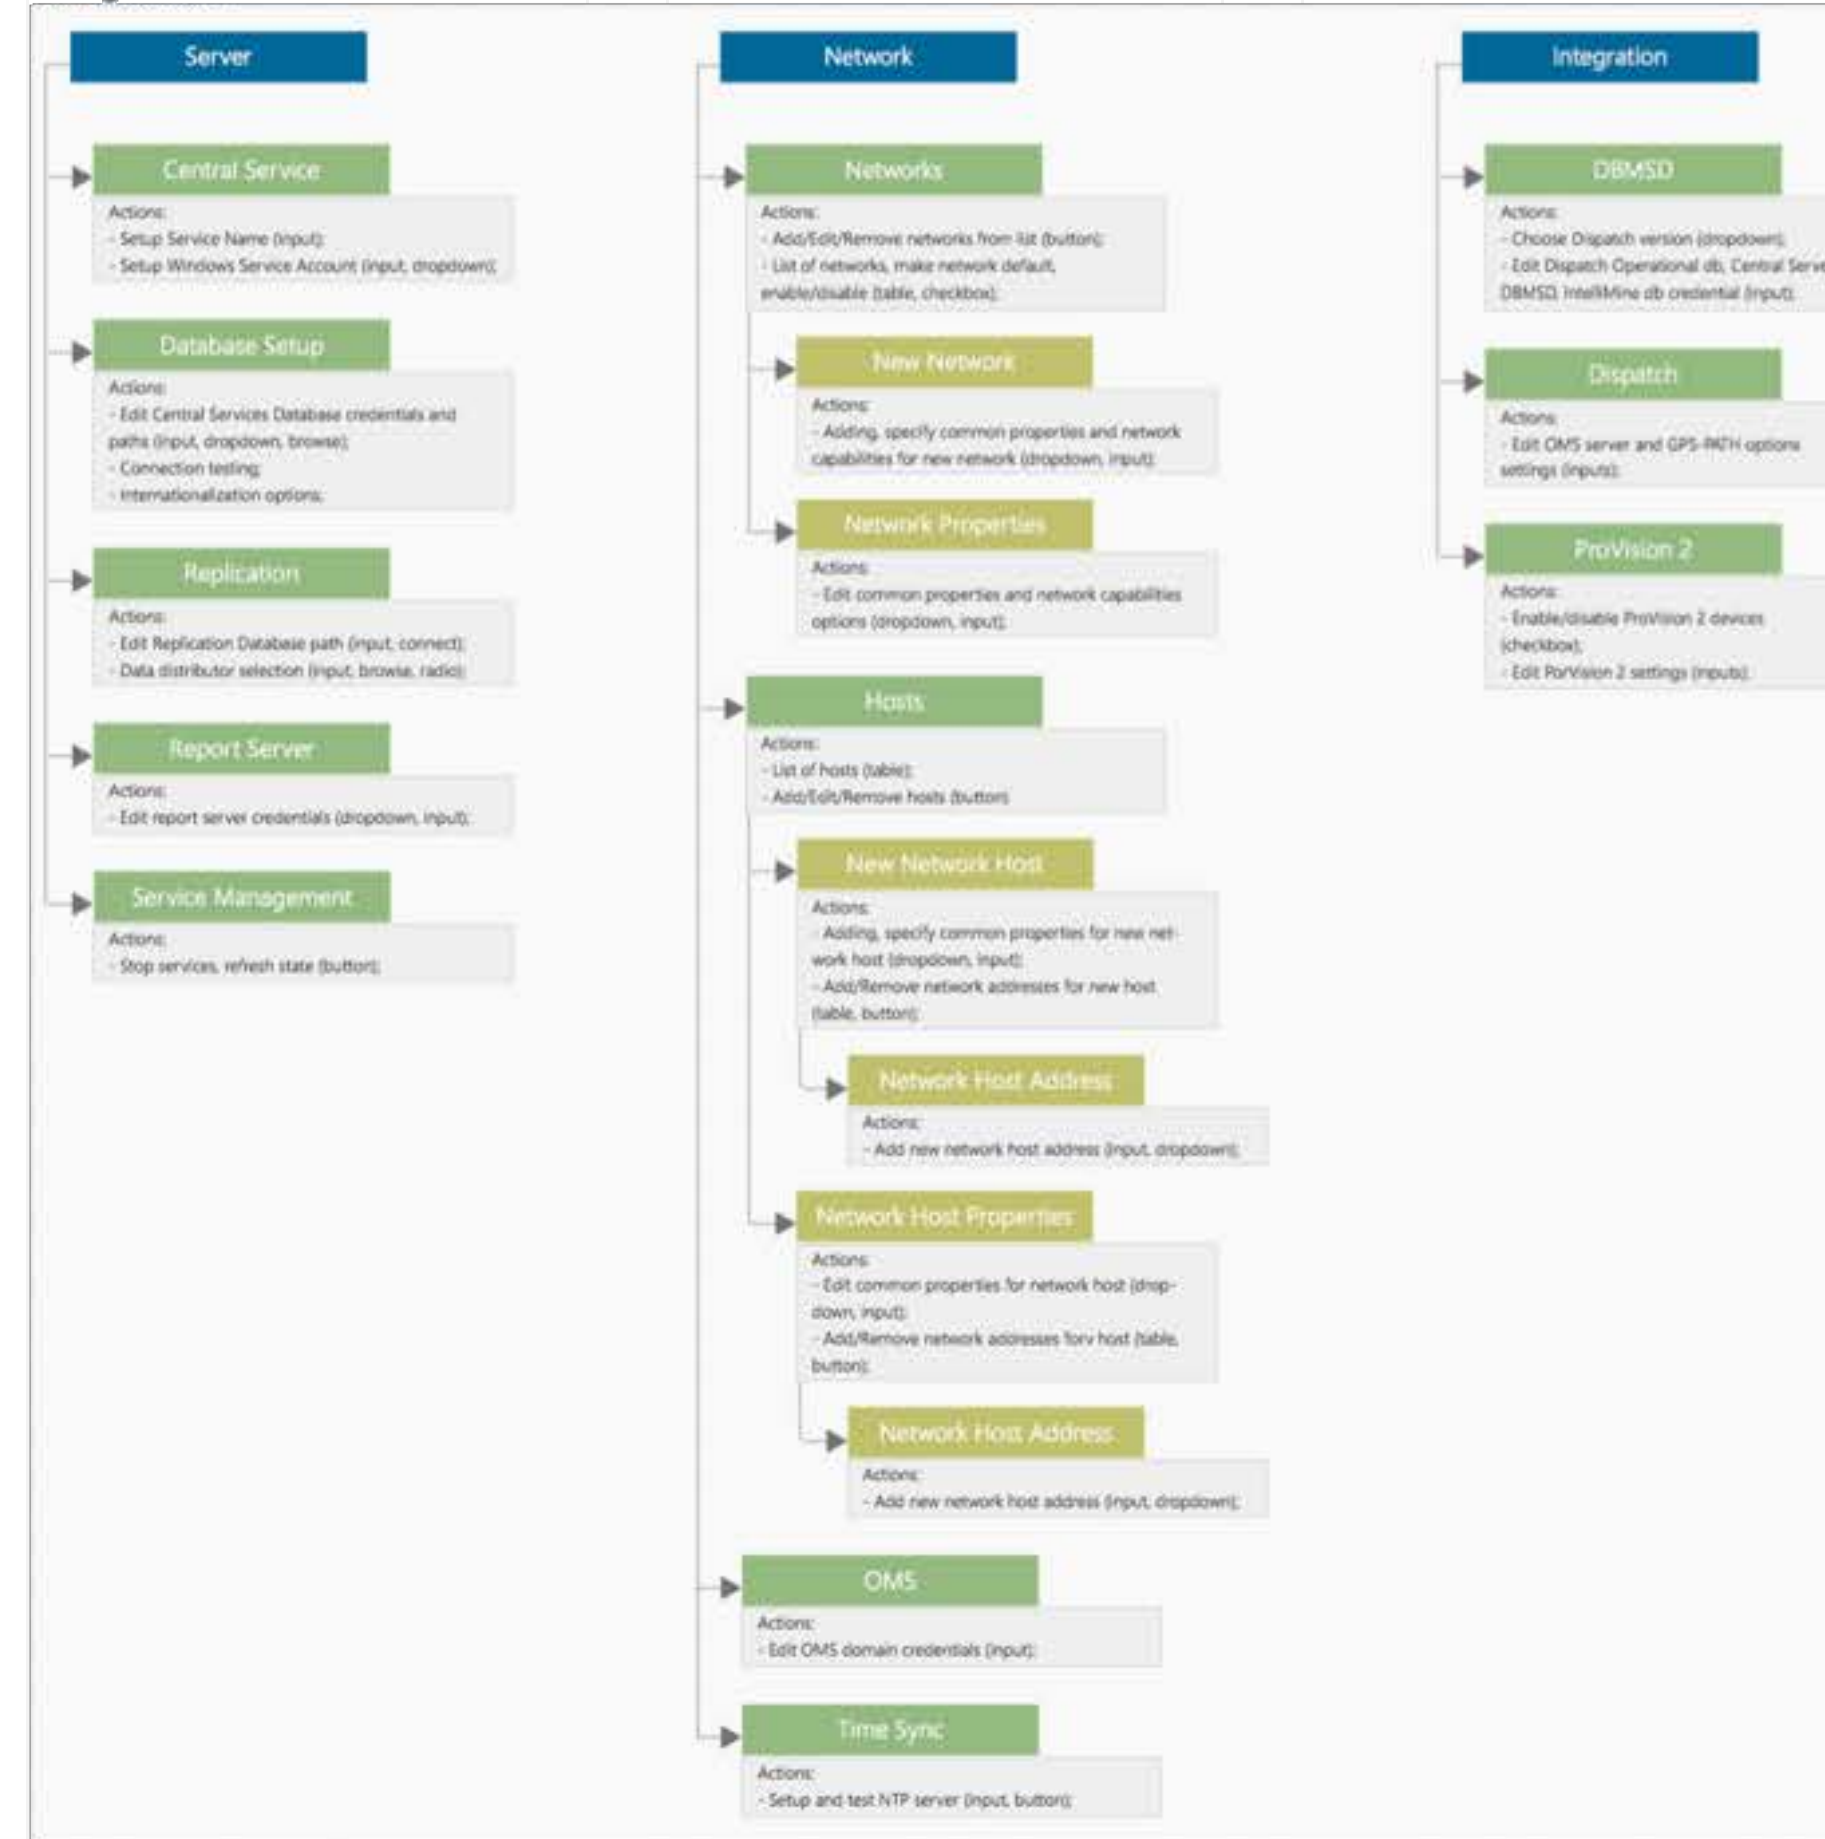 Server
Central Service
Actions:
- Setup Service Name (input);
- Setup Windows Service Account (input, dropdown);
Database Setup
Actions:
- Edit Central Services Database credentials and
paths (input, dropdown, browse);
- Connection testing;
- Internationalization options;
Replication
Actions:
- Edit Replication Database path (input, connect);
- Data distributor selection (input, browse, radio);
Report Server
Actions:
- Edit report server credentials (dropdown, input);
Service Management
Actions:
- Stop services, refresh state (button);
Network
Networks
Actions:
- Add/Edit/Remove networks from list (button);
- List of networks, make network default,
enable/disable (table, checkbox);
New Network
Actions:
- Adding, specify common properties and network
capabilities for new network (dropdown, input);
Network Properties
Actions:
- Edit common properties and network capabilities
options (dropdown, input);
Hosts
Actions:
- List of hosts (table);
- Add/Edit/Remove hosts (button)
New Network Host
Actions:
- Adding, specify common properties for new net-
work host (dropdown, input);
- Add/Remove network addresses for new host
(table, button);
Network Host Address
Actions:
- Add new network host address (input, dropdown);
Network Host Properties
Actions:
- Edit common properties for network host (drop-
down, input);
- Add/Remove network addresses forv host (table,
button);
Network Host Address
Actions:
- Add new network host address (input, dropdown);
OMS
Actions:
- Edit OMS domain credentials (input);
Time Sync
Actions:
- Setup and test NTP server (input, button);
Integration
DBMSD
Actions:
- Choose Dispatch version (dropdown);
- Edit Dispatch Operational db, Central Serve
DBMSD, IntelliMine db credential (input);
Dispatch
Actions:
- Edit OMS server and GPS-PATH options
settings (inputs);
ProVision 2
Actions:
- Enable/disable ProVision 2 devices
(checkbox);
- Edit PorVision 2 settings (inputs);